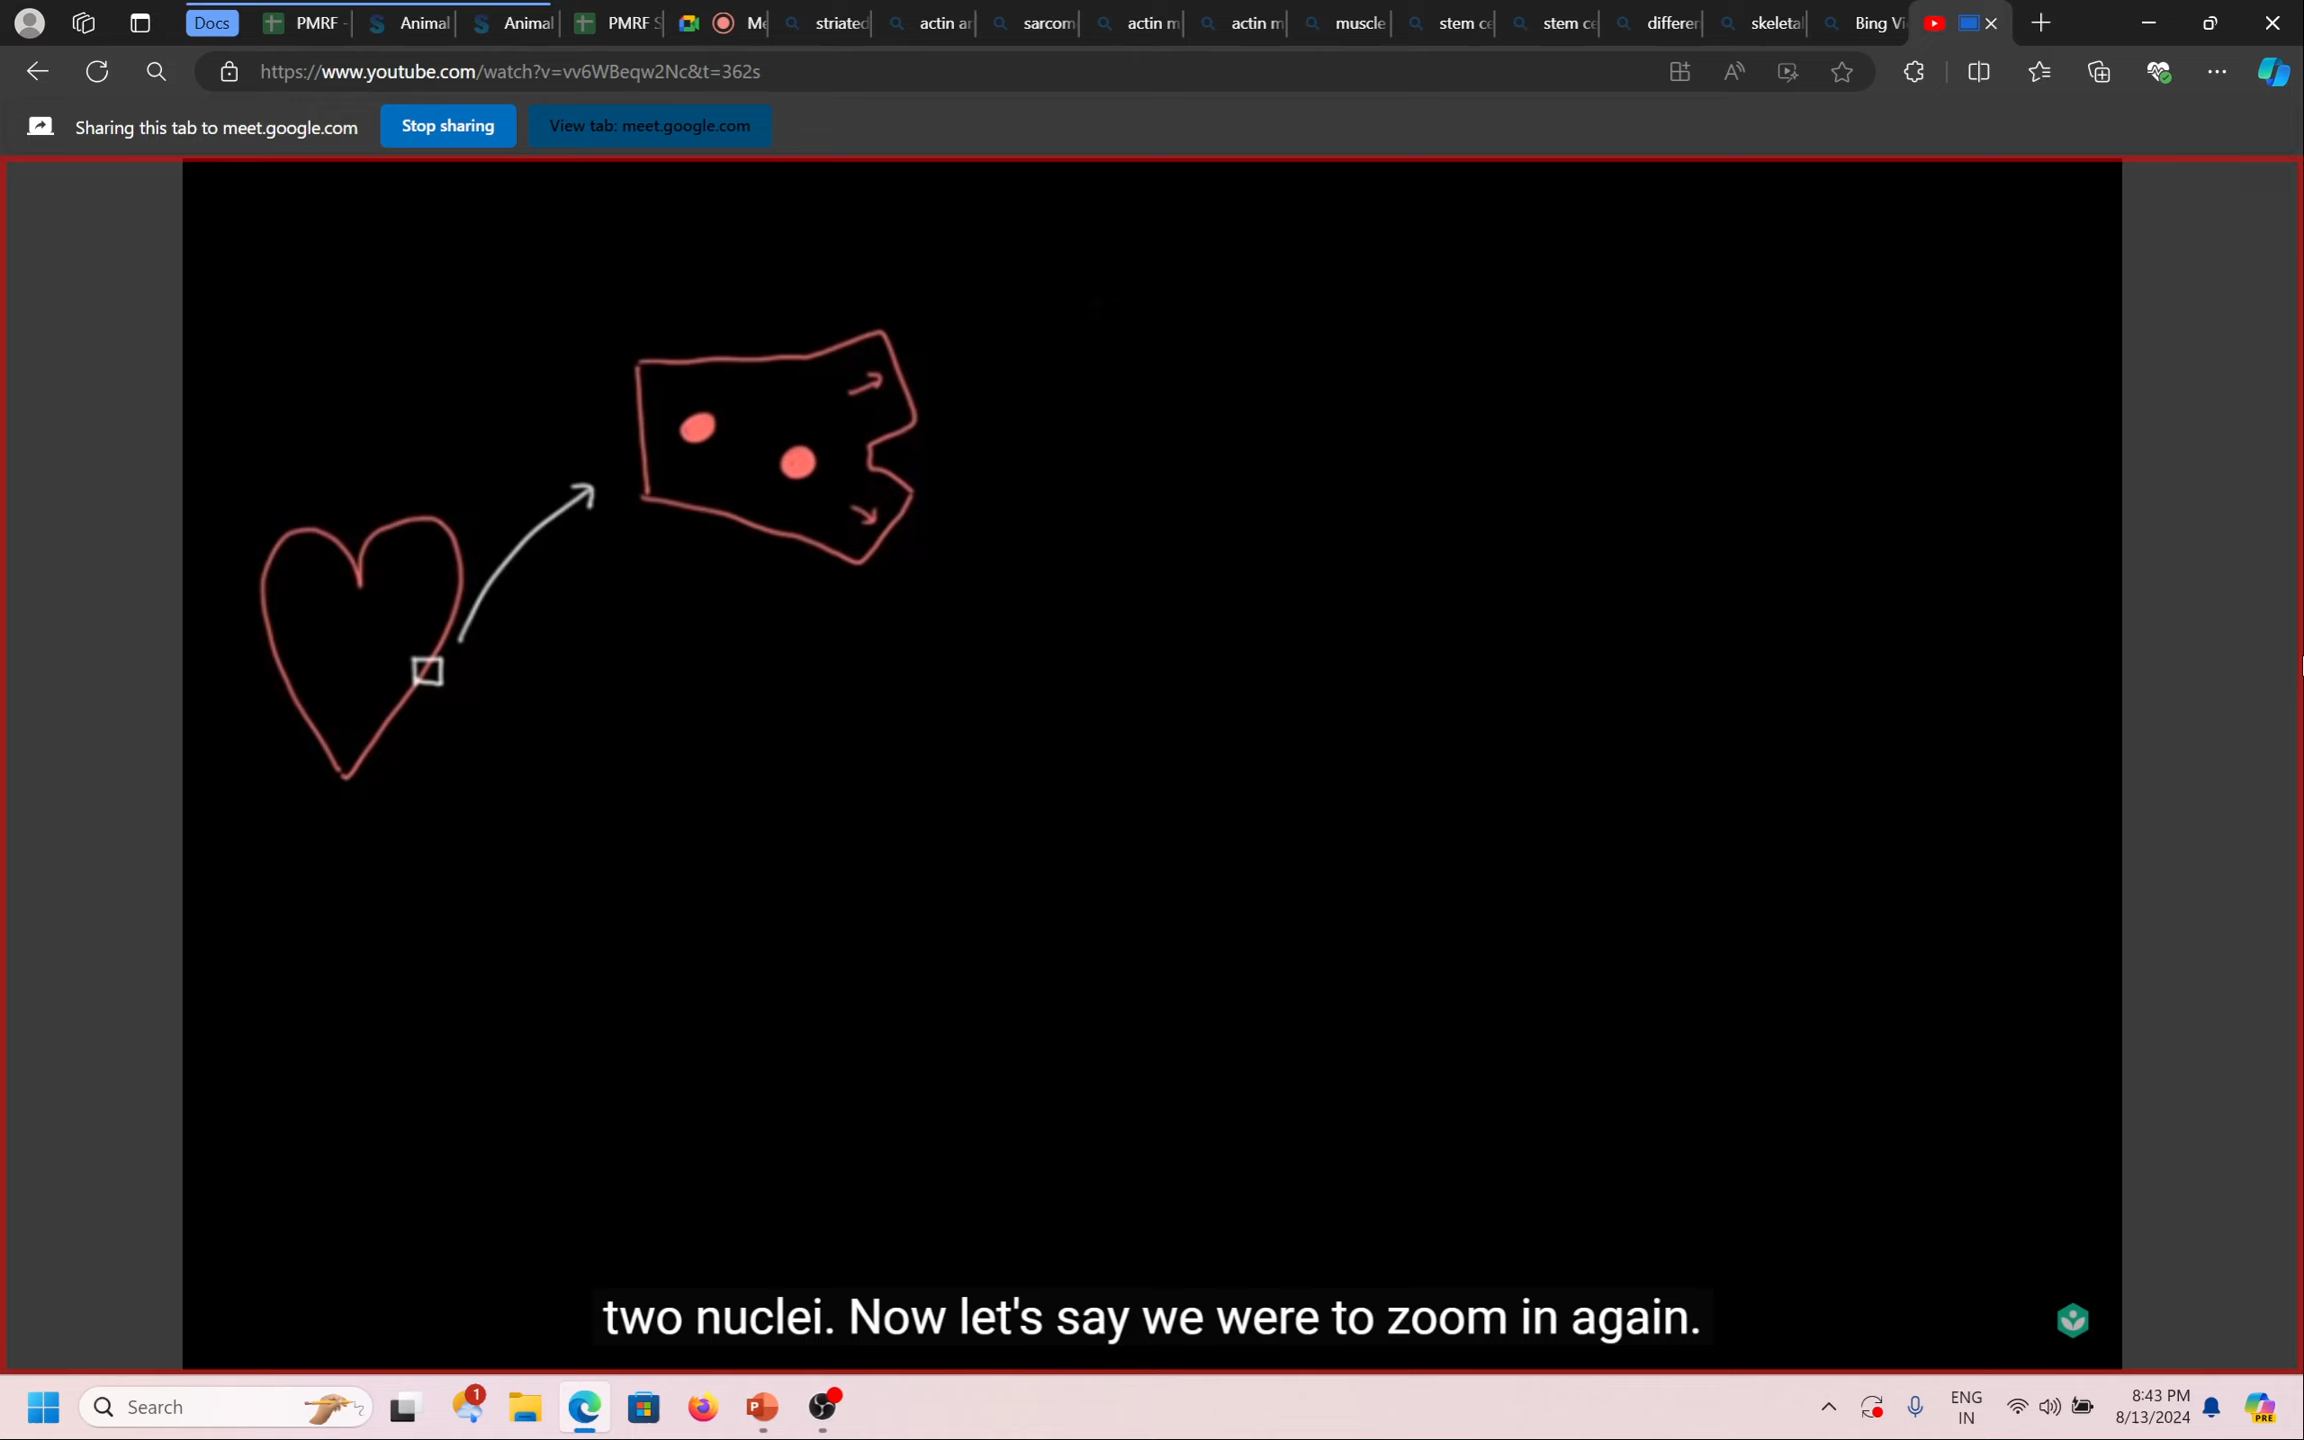 Docs PMRF - Animal Animal PMRF S Me striated actin ar sarcom actin m actin m muscle stem ce stem ce differer skeletal Bing Vi
https://www.youtube.com/watch?v=vv6WBeqw2Nc&t=362s
Sharing this tab to meet.google.com Stop sharing View tab: meet.google.com
two nuclei. Now let's say we were to zoom in again.
Search 1 ENG 8:43 PM
IN 8/13/2024
PRE